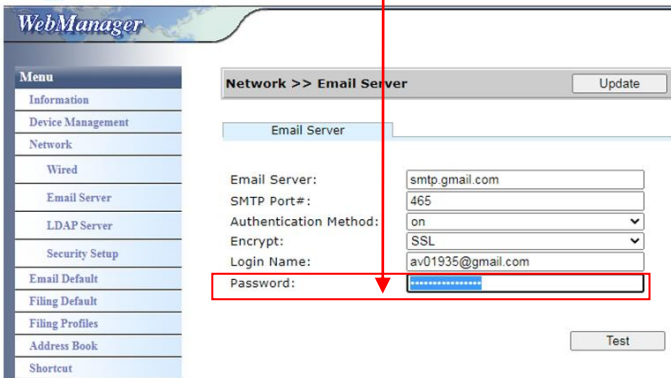 WebManager
Menu
Information
Device Management
Network
Wired
Email Server
LDAP Server
Security Setup
Email Default
Filing Default
Filing Profiles
Address Book
Shortcut
Network >> Email Server
Update
Email Server
Email Server: smtp.gmail.com
SMTP Port#: 465
Authentication Method: on
Encrypt: SSL
Login Name: av01935@gmail.com
Password: ••••••••••••••••
Test